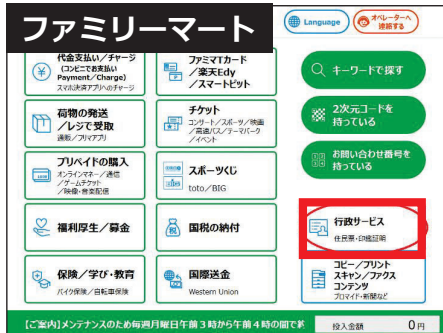 ファミリーマート
Language
オペレーターへ
連絡する
代金支払い/チャージ
(コンビニでお支払い
Payment/Charge)
スマホ決済アプリへのチャージ
ファミマTカード
/楽天Edy
/スマートピット
キーワードで探す
荷物の発送
/レジで受取
通販/フリマアプリ
チケット
コンサート/スポーツ/映画
/高速バス/テーマパーク
/イベント
2次元コードを
持っている
プリペイドの購入
オンラインマネー/通信
/ゲームチケット
/映像・音楽配信
スポーツくじ
toto/BIG
お問い合わせ番号を
持っている
福利厚生/募金
国税の納付
行政サービス
住民票・印鑑証明
保険/学び・教育
バイク保険/自転車保険
国際送金
Western Union
コピー/プリント
スキャン/ファクス
コンテンツ
ブロマイド・新聞など
【ご案内】メンテナンスのため毎週月曜日午前3時から午前4時の間で約
投入金額
0円